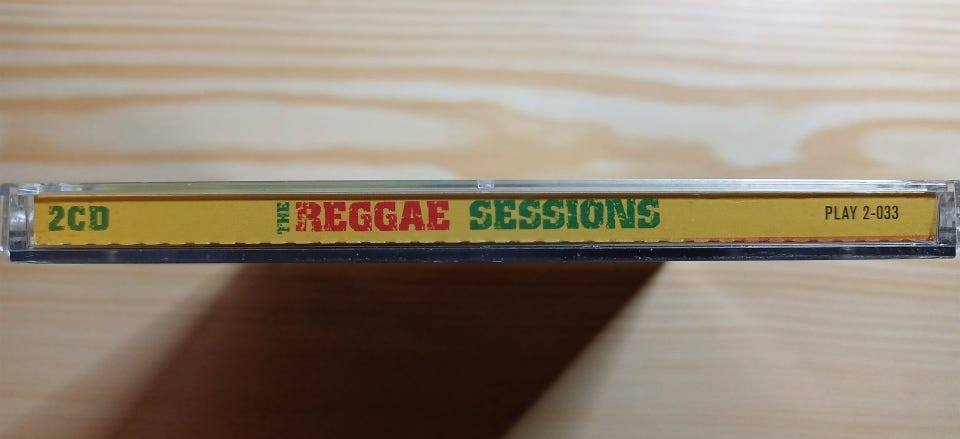 2CD THE REGGAE SESSIONS PLAY 2-033